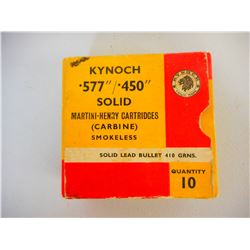 KYNOCH
·577"/·450"
SOLID
MARTINI-HENRY CARTRIDGES
(CARBINE)
SMOKELESS
SOLID LEAD BULLET 410 GRNS.
QUANTITY
10